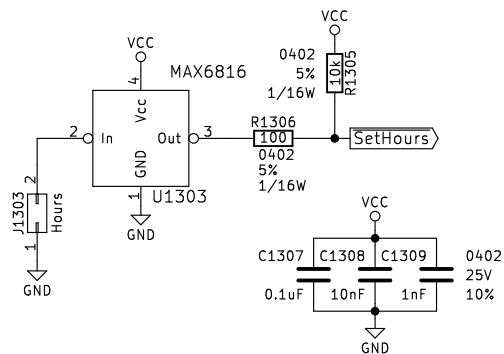 VCC
VCC
0402
5%
1/16W
10k
R1305
MAX6816
4
Vcc
2
In
Out
3
R1306
100
0402
5%
1/16W
SetHours
GND
1
U1303
GND
J1303
2
1
Hours
GND
VCC
C1307
C1308
C1309
0402
25V
10%
0.1uF
10nF
1nF
GND